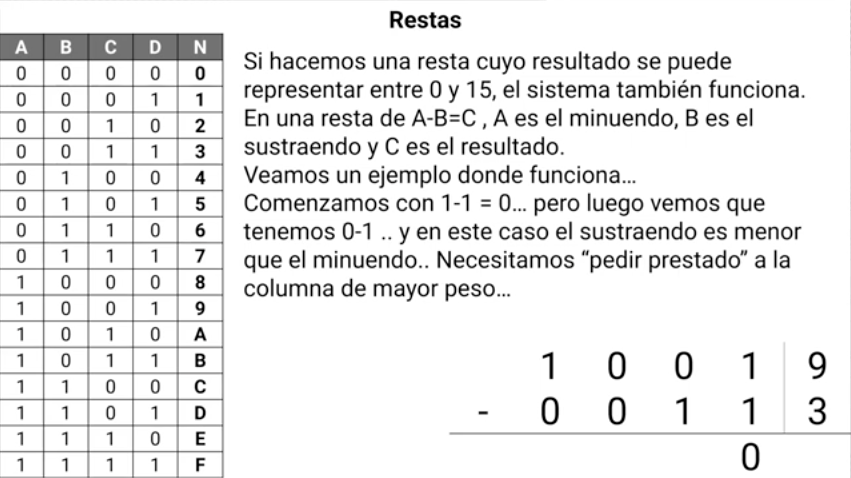 Restas
A B C D N
0 0 0 0 0
0 0 0 1 1
0 0 1 0 2
0 0 1 1 3
0 1 0 0 4
0 1 0 1 5
0 1 1 0 6
0 1 1 1 7
1 0 0 0 8
1 0 0 1 9
1 0 1 0 A
1 0 1 1 B
1 1 0 0 C
1 1 0 1 D
1 1 1 0 E
1 1 1 1 F
Si hacemos una resta cuyo resultado se puede
representar entre 0 y 15, el sistema también funciona.
En una resta de A-B=C , A es el minuendo, B es el
sustraendo y C es el resultado.
Veamos un ejemplo donde funciona...
Comenzamos con 1-1 = 0... pero luego vemos que
tenemos 0-1 .. y en este caso el sustraendo es menor
que el minuendo.. Necesitamos “pedir prestado” a la
columna de mayor peso...
1 0 0 1 9
- 0 0 1 1 3
0